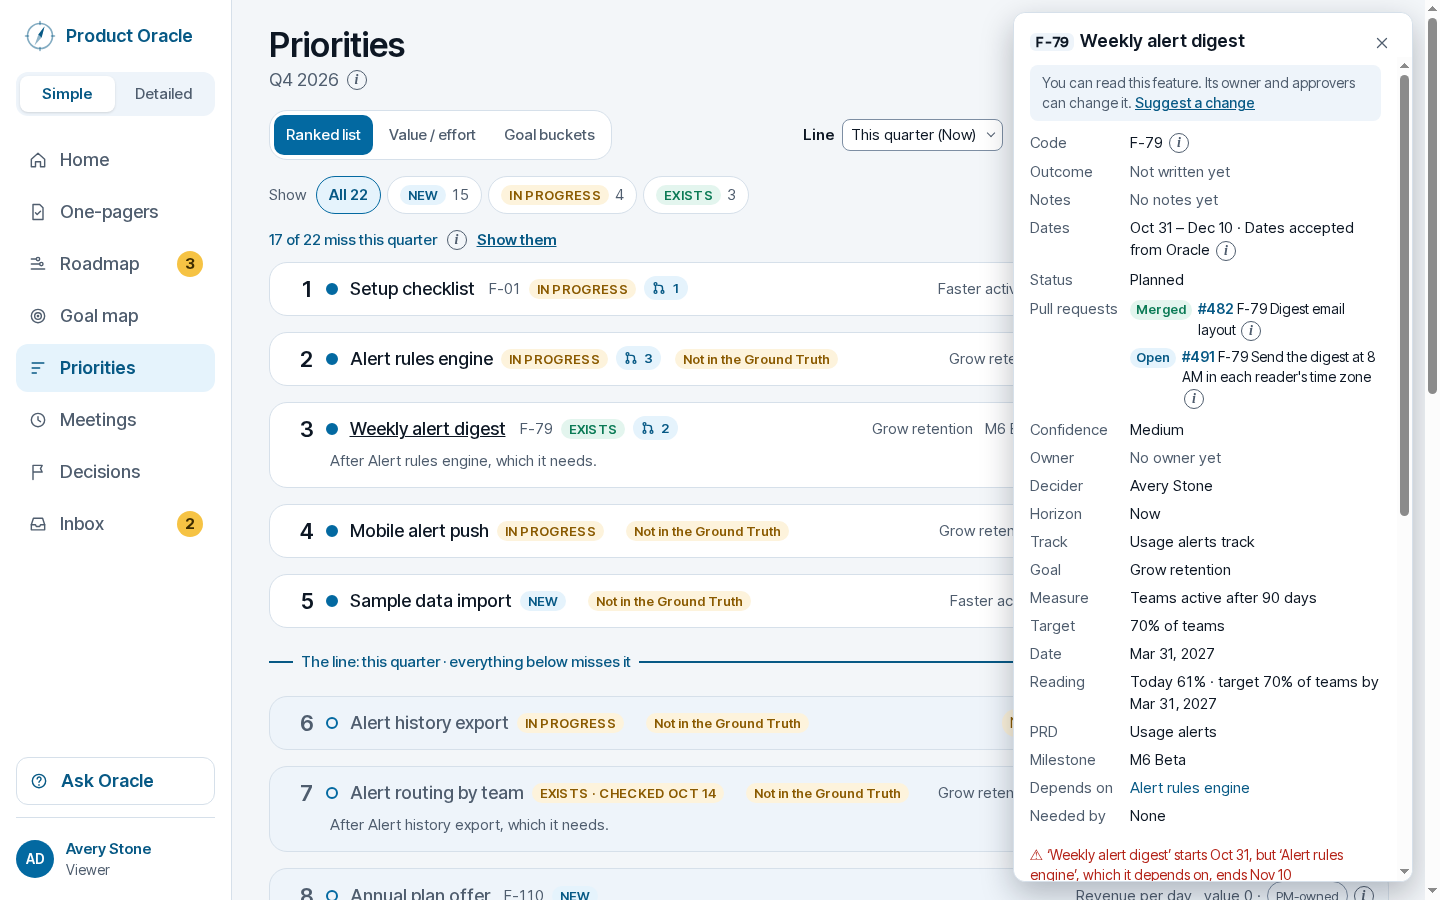 Product Oracle
Simple
Detailed
Home
One-pagers
Roadmap 3
Goal map
Priorities
Meetings
Decisions
Inbox 2
Ask Oracle
AD
Avery Stone
Viewer
Priorities
Q4 2026 i
Ranked list
Value / effort
Goal buckets
Line
This quarter (Now)
Show
All 22
NEW 15
IN PROGRESS 4
EXISTS 3
17 of 22 miss this quarter i Show them
1 Setup checklist F-01 IN PROGRESS 1
2 Alert rules engine IN PROGRESS 3 Not in the Ground Truth
3 Weekly alert digest F-79 EXISTS 2 Grow retention
After Alert rules engine, which it needs.
4 Mobile alert push IN PROGRESS Not in the Ground Truth
5 Sample data import NEW Not in the Ground Truth
The line: this quarter · everything below misses it
6 Alert history export IN PROGRESS Not in the Ground Truth
7 Alert routing by team EXISTS · CHECKED OCT 14 Not in the Ground Truth
After Alert history export, which it needs.
8 Annual plan offer F-110 NEW Revenue per day value 0 · PM-owned i
F-79 Weekly alert digest
You can read this feature. Its owner and approvers
can change it. Suggest a change
Code F-79 i
Outcome Not written yet
Notes No notes yet
Dates Oct 31 – Dec 10 · Dates accepted
from Oracle i
Status Planned
Pull requests Merged #482 F-79 Digest email
layout i
Open #491 F-79 Send the digest at 8
AM in each reader's time zone
i
Confidence Medium
Owner No owner yet
Decider Avery Stone
Horizon Now
Track Usage alerts track
Goal Grow retention
Measure Teams active after 90 days
Target 70% of teams
Date Mar 31, 2027
Reading Today 61% · target 70% of teams by
Mar 31, 2027
PRD Usage alerts
Milestone M6 Beta
Depends on Alert rules engine
Needed by None
⚠ ‘Weekly alert digest’ starts Oct 31, but ‘Alert rules
engine’, which it depends on, ends Nov 10